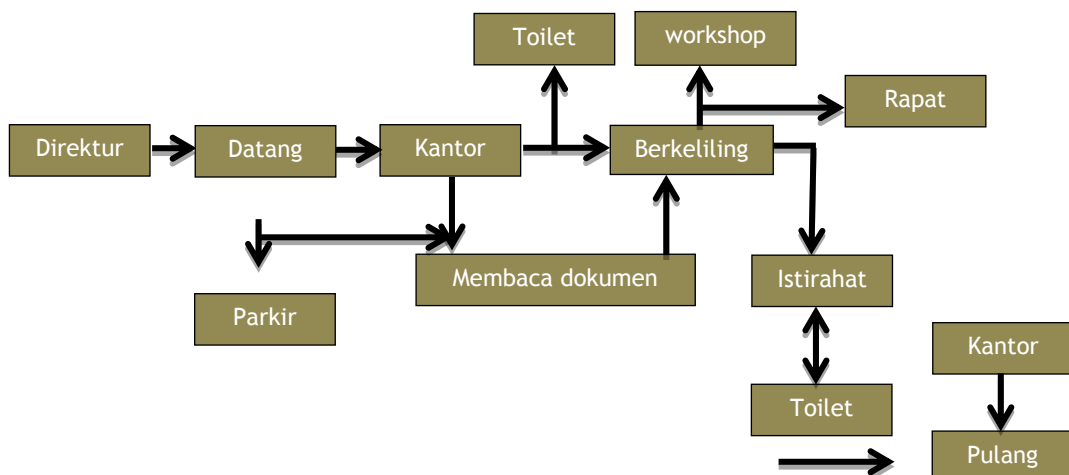 Toilet
workshop
Rapat
Direktur
Datang
Kantor
Berkeliling
Membaca dokumen
Istirahat
Parkir
Kantor
Toilet
Pulang